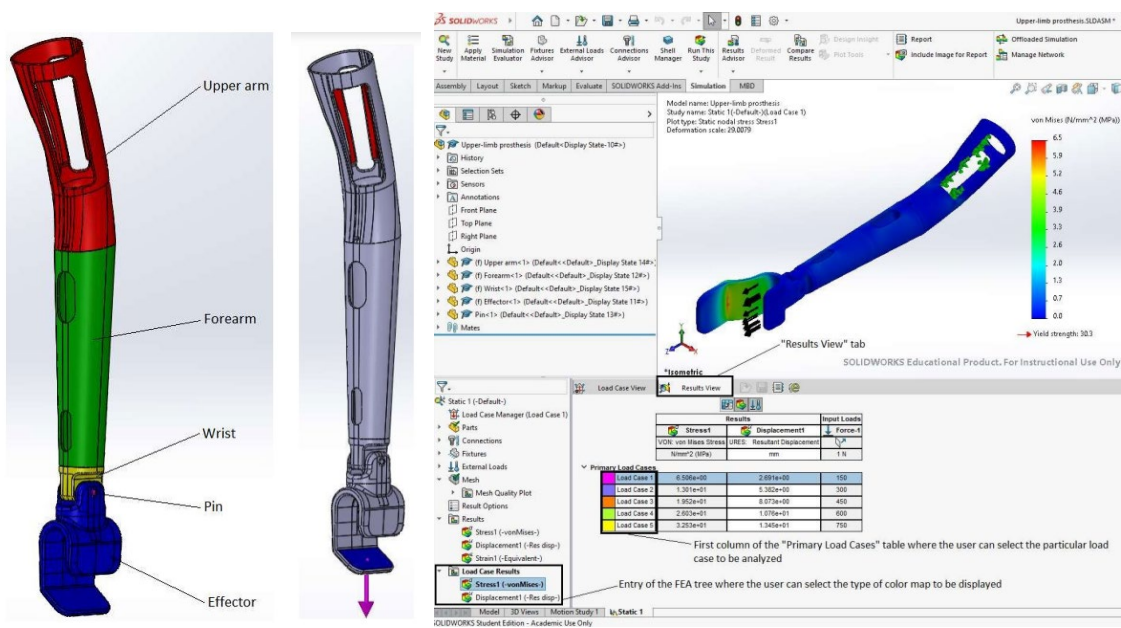 Upper arm
Forearm
Wrist
Pin
Effector
SOLIDWORKS
Upper-limb prosthesis.SLDASM *
New Study
Apply Material
Simulation Evaluator
Fixtures Advisor
External Loads Advisor
Connections Advisor
Shell Manager
Run This Study
Results Advisor
Deformed Result
Compare Results
Design Insight
Plot Tools
Report
Include Image for Report
Offloaded Simulation
Manage Network
Assembly Layout Sketch Markup Evaluate SOLIDWORKS Add-Ins Simulation MBD
Upper-limb prosthesis (Default<Display State-10#>)
History
Selection Sets
Sensors
Annotations
Front Plane
Top Plane
Right Plane
Origin
(f) Upper arm<1> (Default<<Default>_Display State 14#>)
(f) Forearm<1> (Default<<Default>_Display State 12#>)
(f) Wrist<1> (Default<<Default>_Display State 15#>)
(f) Effector<1> (Default<<Default>_Display State 11#>)
Pin<1> (Default<<Default>_Display State 13#>)
Mates
Model name: Upper-limb prosthesis
Study name: Static 1(-Default-)(Load Case 1)
Plot type: Static nodal stress Stress1
Deformation scale: 29.0079
von Mises (N/mm^2 (MPa))
6.5
5.9
5.2
4.6
3.9
3.3
2.6
2.0
1.3
0.7
0.0
Yield strength: 30.3
"Results View" tab
SOLIDWORKS Educational Product. For Instructional Use Only
*Isometric
Static 1 (-Default-)
Load Case Manager (Load Case 1)
Parts
Connections
Fixtures
External Loads
Mesh
Mesh Quality Plot
Result Options
Results
Stress1 (-vonMises-)
Displacement1 (-Res disp-)
Strain1 (-Equivalent-)
Load Case Results
Stress1 (-vonMises-)
Displacement1 (-Res disp-)
Load Case View Results View
Results Input Loads
Stress1 Displacement1 Force-1
VON: von Mises Stress URES: Resultant Displacement
N/mm^2 (MPa) mm 1 N
Primary Load Cases
Load Case 1 6.506e+00 2.691e+00 150
Load Case 2 1.301e+01 5.382e+00 300
Load Case 3 1.952e+01 8.073e+00 450
Load Case 4 2.603e+01 1.076e+01 600
Load Case 5 3.253e+01 1.345e+01 750
First column of the "Primary Load Cases" table where the user can select the particular load
case to be analyzed
Entry of the FEA tree where the user can select the type of color map to be displayed
Model 3D Views Motion Study 1 Static 1
SOLIDWORKS Student Edition - Academic Use Only